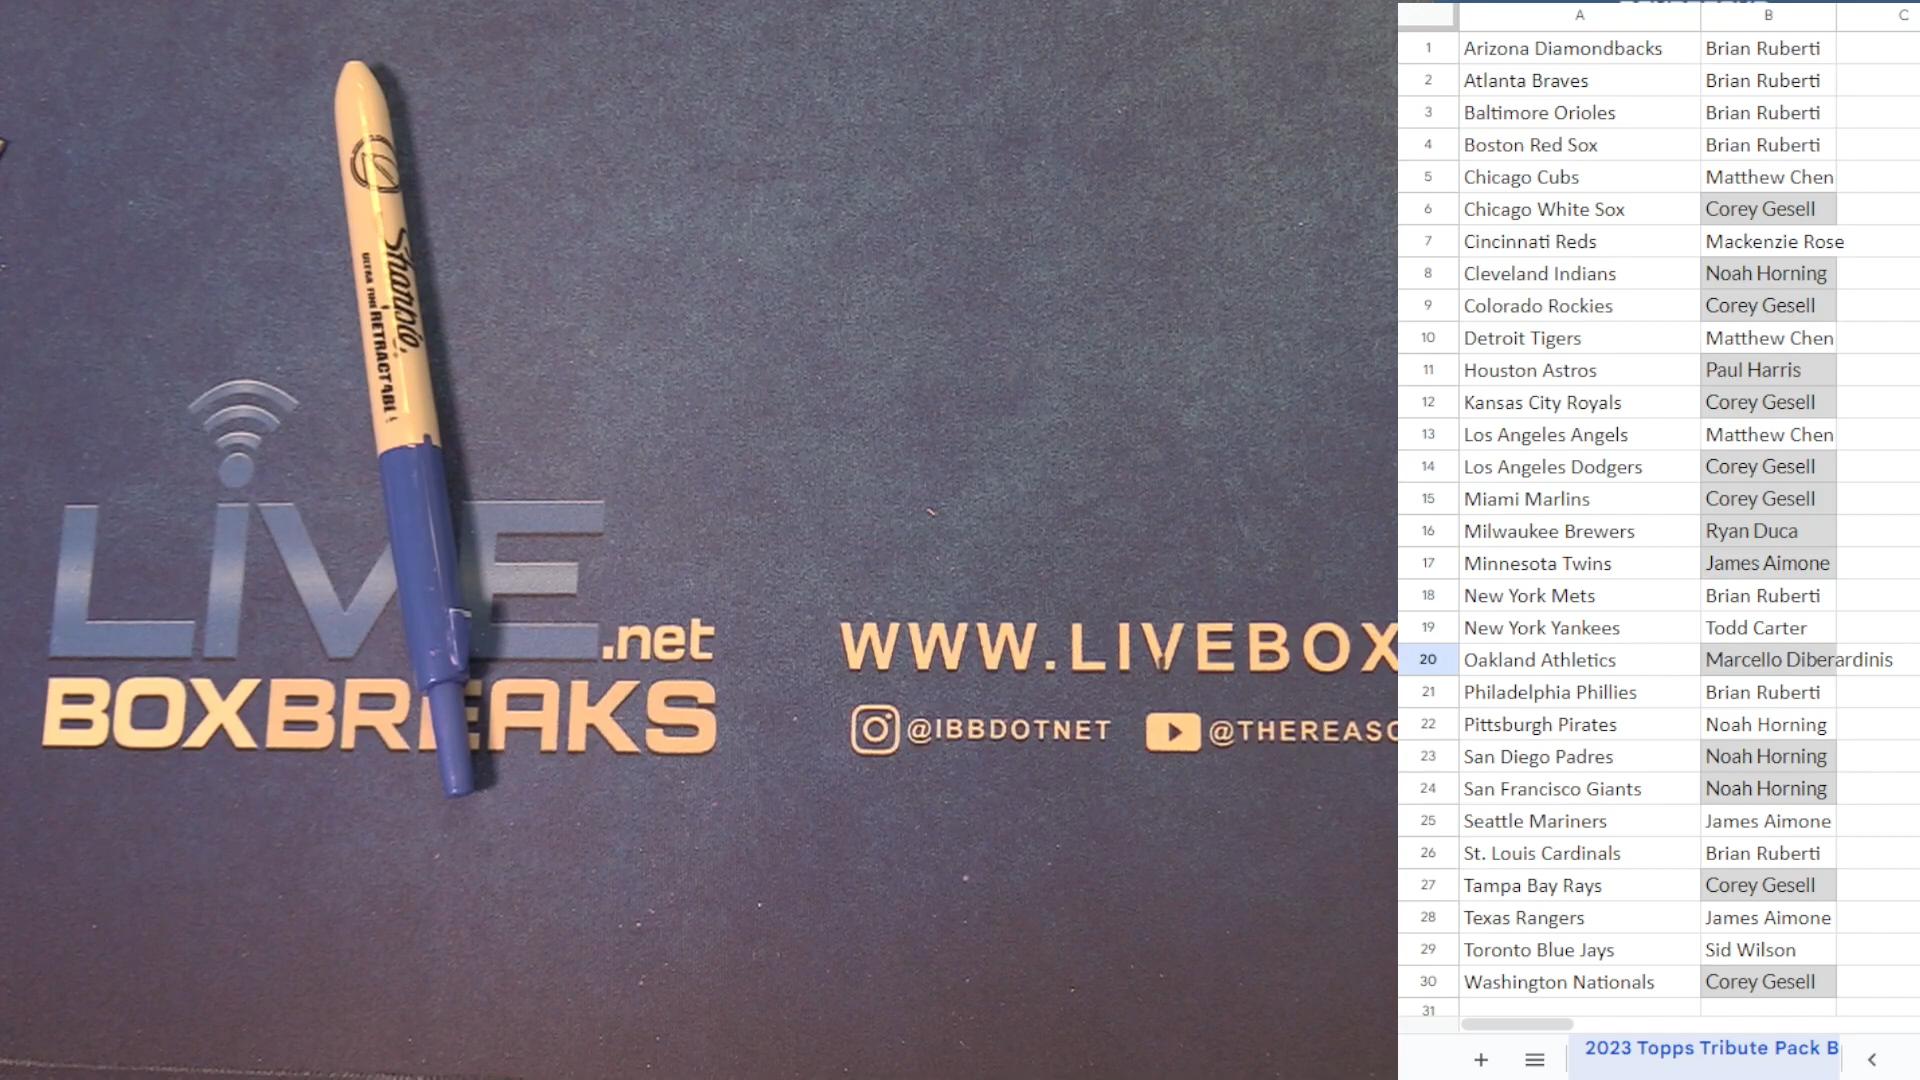 Sharpie.
ULTRA FINE RETRACTABLE
LIVE.net
BOXBREAKS
WWW.LIVEBOX
@IBBDOTNET
@THEREASO
A B C
1 Arizona Diamondbacks Brian Ruberti
2 Atlanta Braves Brian Ruberti
3 Baltimore Orioles Brian Ruberti
4 Boston Red Sox Brian Ruberti
5 Chicago Cubs Matthew Chen
6 Chicago White Sox Corey Gesell
7 Cincinnati Reds Mackenzie Rose
8 Cleveland Indians Noah Horning
9 Colorado Rockies Corey Gesell
10 Detroit Tigers Matthew Chen
11 Houston Astros Paul Harris
12 Kansas City Royals Corey Gesell
13 Los Angeles Angels Matthew Chen
14 Los Angeles Dodgers Corey Gesell
15 Miami Marlins Corey Gesell
16 Milwaukee Brewers Ryan Duca
17 Minnesota Twins James Aimone
18 New York Mets Brian Ruberti
19 New York Yankees Todd Carter
20 Oakland Athletics Marcello Diberardinis
21 Philadelphia Phillies Brian Ruberti
22 Pittsburgh Pirates Noah Horning
23 San Diego Padres Noah Horning
24 San Francisco Giants Noah Horning
25 Seattle Mariners James Aimone
26 St. Louis Cardinals Brian Ruberti
27 Tampa Bay Rays Corey Gesell
28 Texas Rangers James Aimone
29 Toronto Blue Jays Sid Wilson
30 Washington Nationals Corey Gesell
31
2023 Topps Tribute Pack B